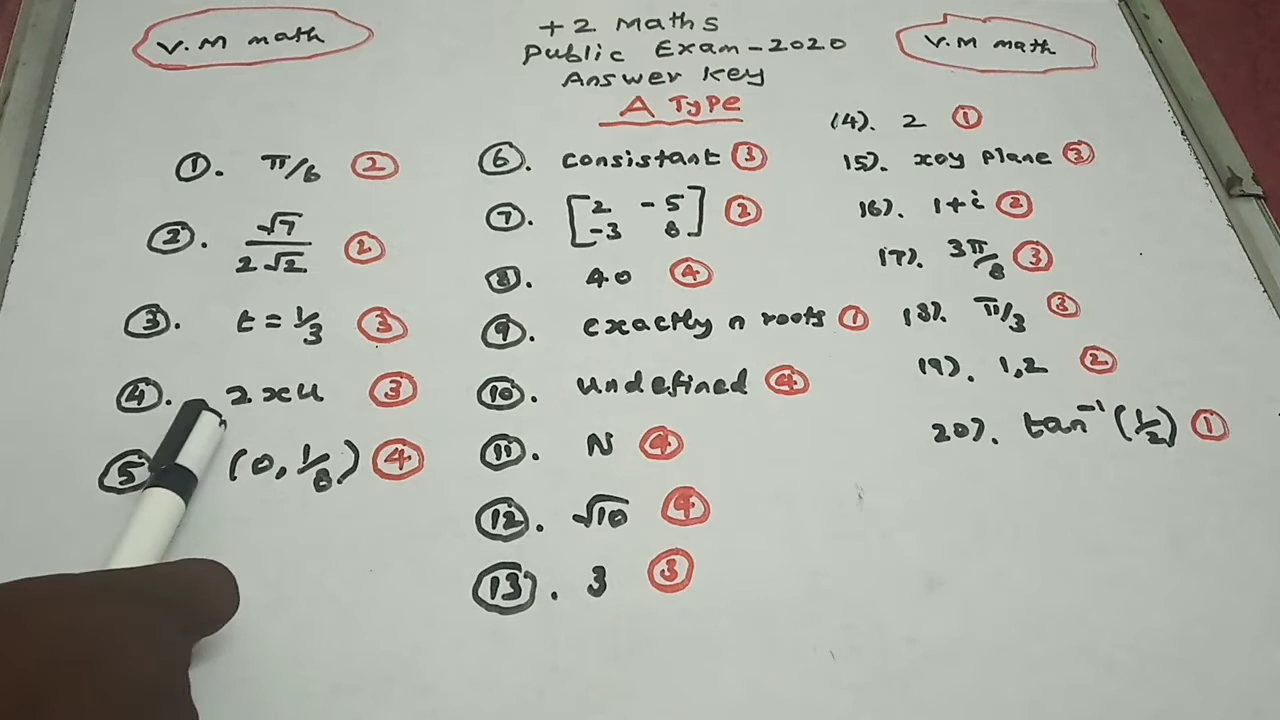 V.M math
+2 Maths
Public Exam-2020
Answer Key
V.M math
A Type
①. π/6 ②
②. √7/2√2 ②
③. t = 1/3 ③
④. 2xu ③
⑤ (0, 1/8) ④
⑥. consistant ③
⑦. [2 -5
-3 8] ②
⑧. 40 ④
⑨. exactly n roots ①
⑩. undefined ④
⑪. N ④
⑫. √10 ④
⑬. 3 ③
14). 2 ①
15). xoy plane ③
16). 1+i ②
17). 3π/8 ③
18). π/3 ③
19). 1,2 ②
20). tan⁻¹(1/2) ①